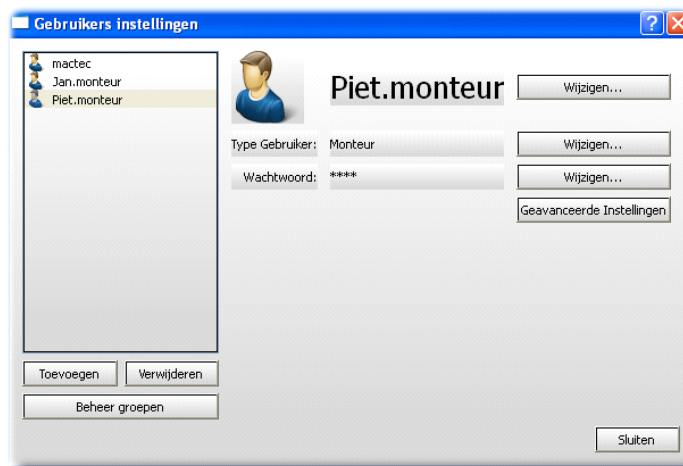 Gebruikers instellingen
mactec
Jan.monteur
Piet.monteur
Piet.monteur Wijzigen...
Type Gebruiker: Monteur Wijzigen...
Wachtwoord: **** Wijzigen...
Geavanceerde Instellingen
Toevoegen Verwijderen
Beheer groepen
Sluiten